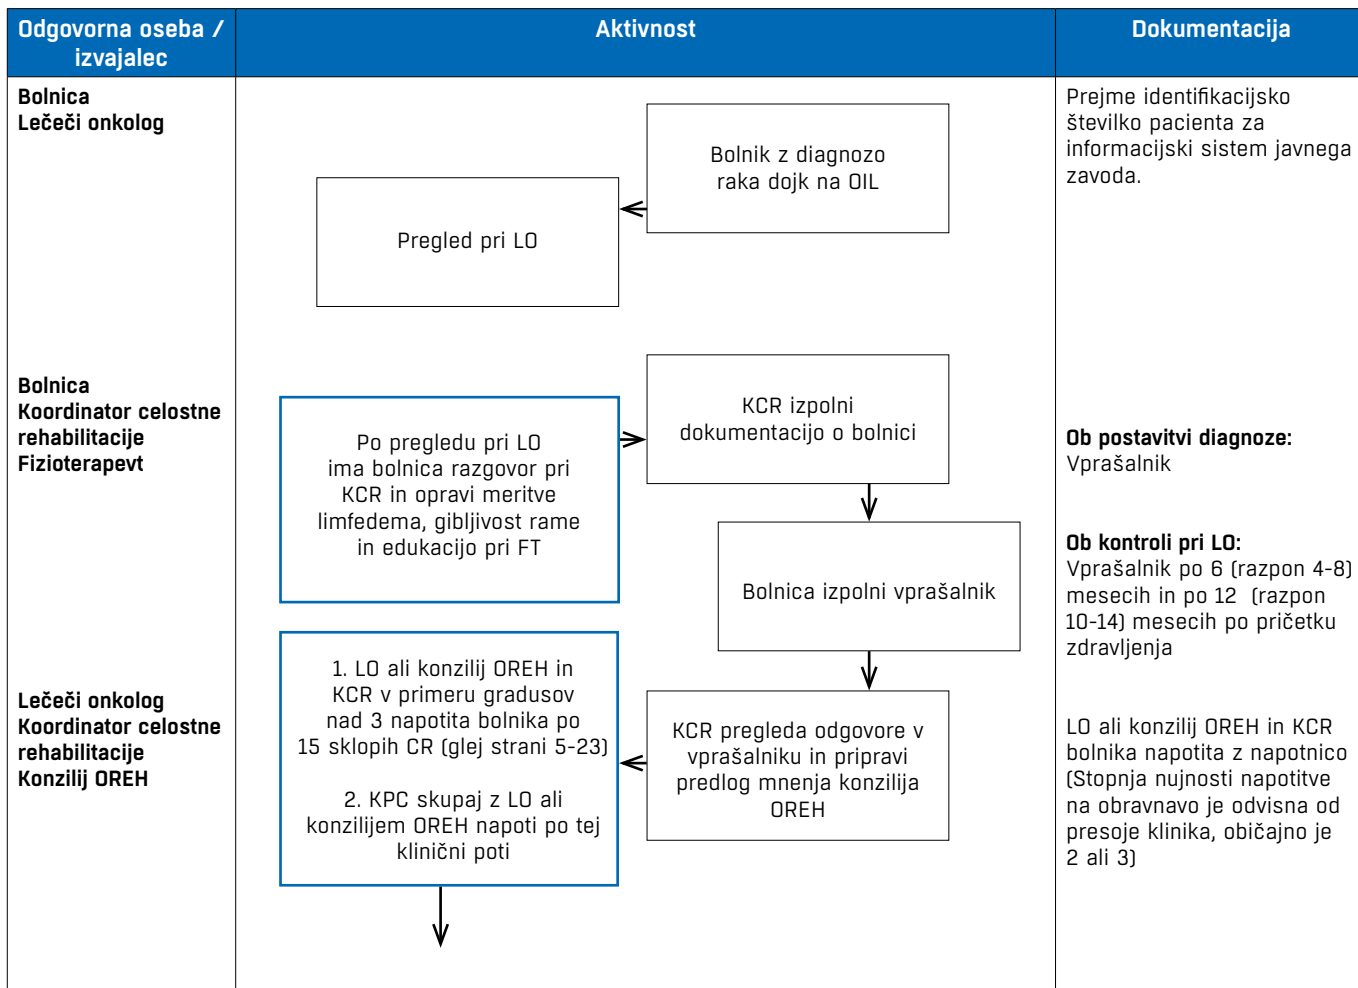 Odgovorna oseba /
izvajalec
Aktivnost
Dokumentacija
Bolnica
Lečeči onkolog
Bolnik z diagnozo
raka dojk na OIL
Pregled pri LO
Prejme identifikacijsko
številko pacienta za
informacijski sistem javnega
zavoda.
Bolnica
Koordinator celostne
rehabilitacije
Fizioterapevt
Po pregledu pri LO
ima bolnica razgovor pri
KCR in opravi meritve
limfedema, gibljivost rame
in edukacijo pri FT
KCR izpolni
dokumentacijo o bolnici
Bolnica izpolni vprašalnik
Ob postavitvi diagnoze:
Vprašalnik
Ob kontroli pri LO:
Vprašalnik po 6 (razpon 4-8)
mesecih in po 12 (razpon
10-14) mesecih po pričetku
zdravljenja
Lečeči onkolog
Koordinator celostne
rehabilitacije
Konzilij OREH
1. LO ali konzilij OREH in
KCR v primeru gradusov
nad 3 napotita bolnika po
15 sklopih CR (glej strani 5-23)
2. KPC skupaj z LO ali
konzilijem OREH napoti po tej
klinični poti
KCR pregleda odgovore v
vprašalniku in pripravi
predlog mnenja konzilija
OREH
LO ali konzilij OREH in KCR
bolnika napotita z napotnico
(Stopnja nujnosti napotitve
na obravnavo je odvisna od
presoje klinika, običajno je
2 ali 3)